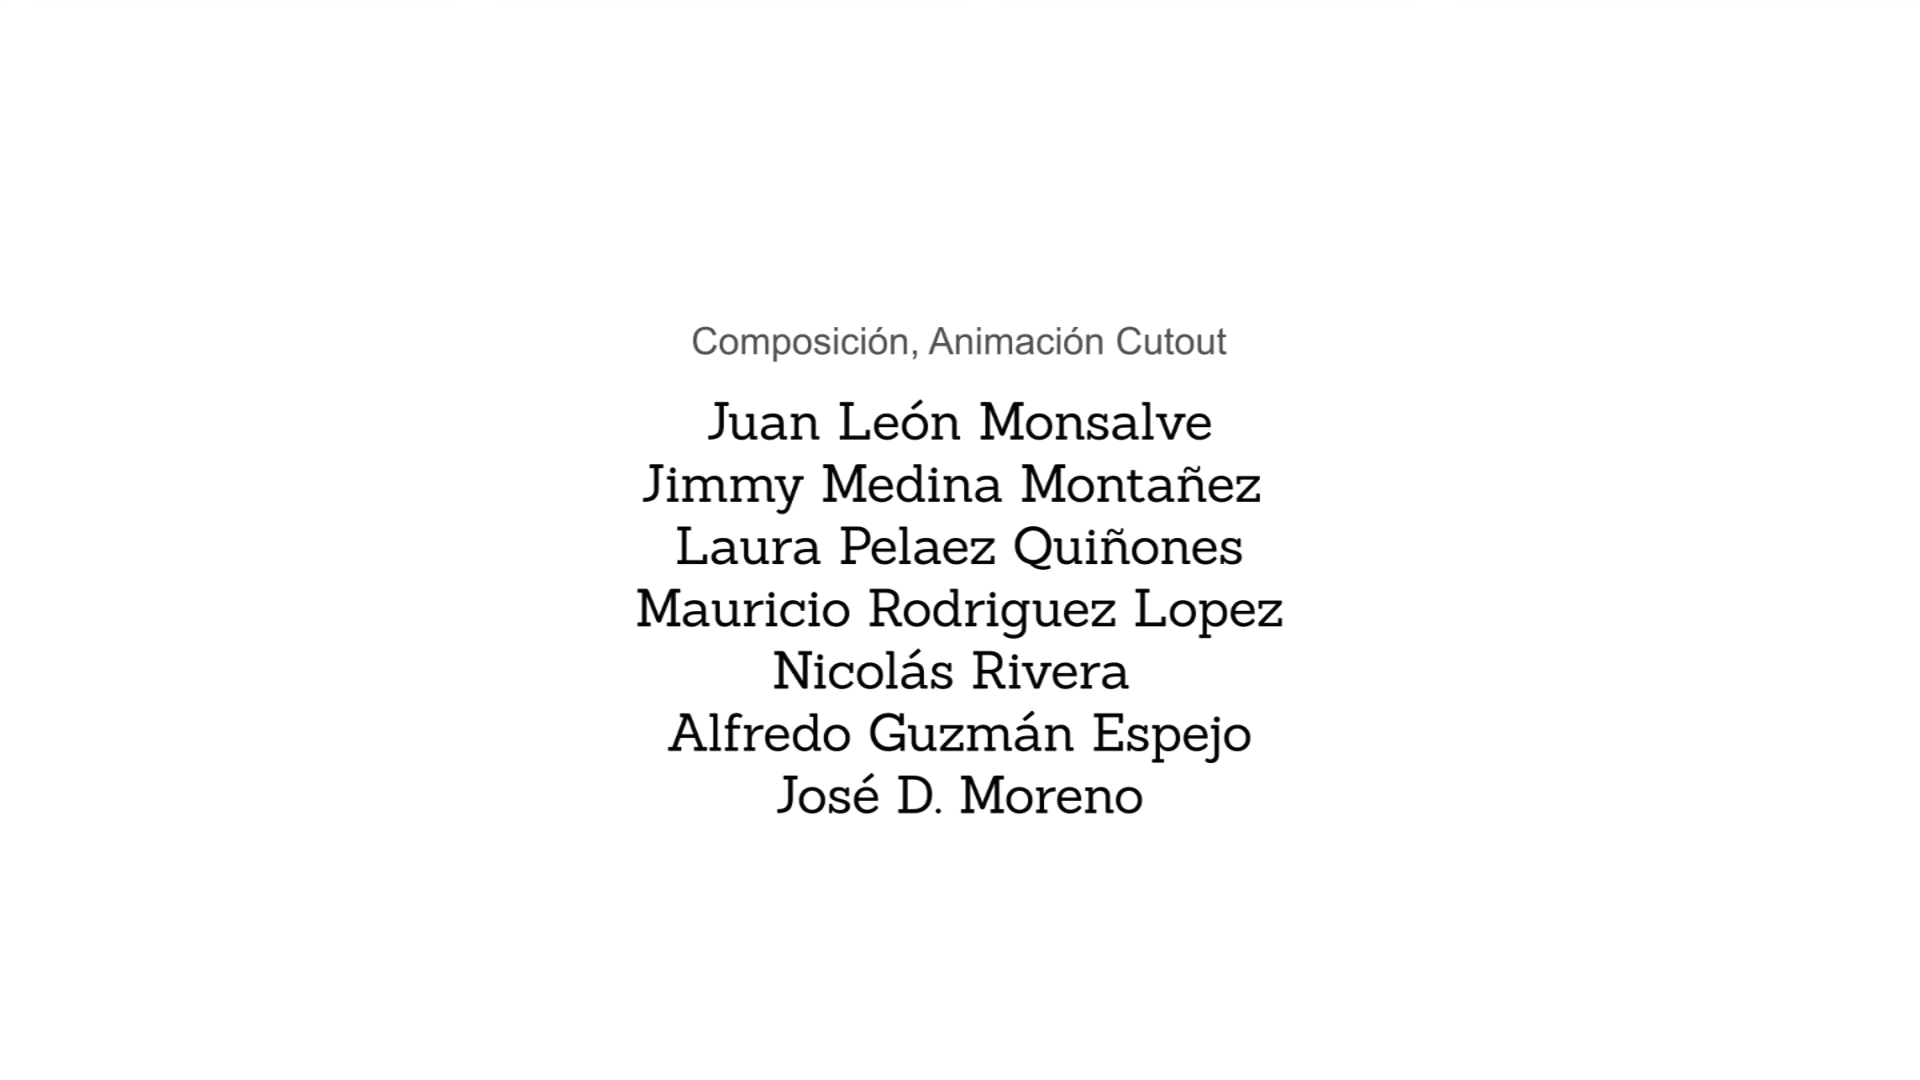 Composición, Animación Cutout
Juan León Monsalve
Jimmy Medina Montañez
Laura Pelaez Quiñones
Mauricio Rodriguez Lopez
Nicolás Rivera
Alfredo Guzmán Espejo
José D. Moreno